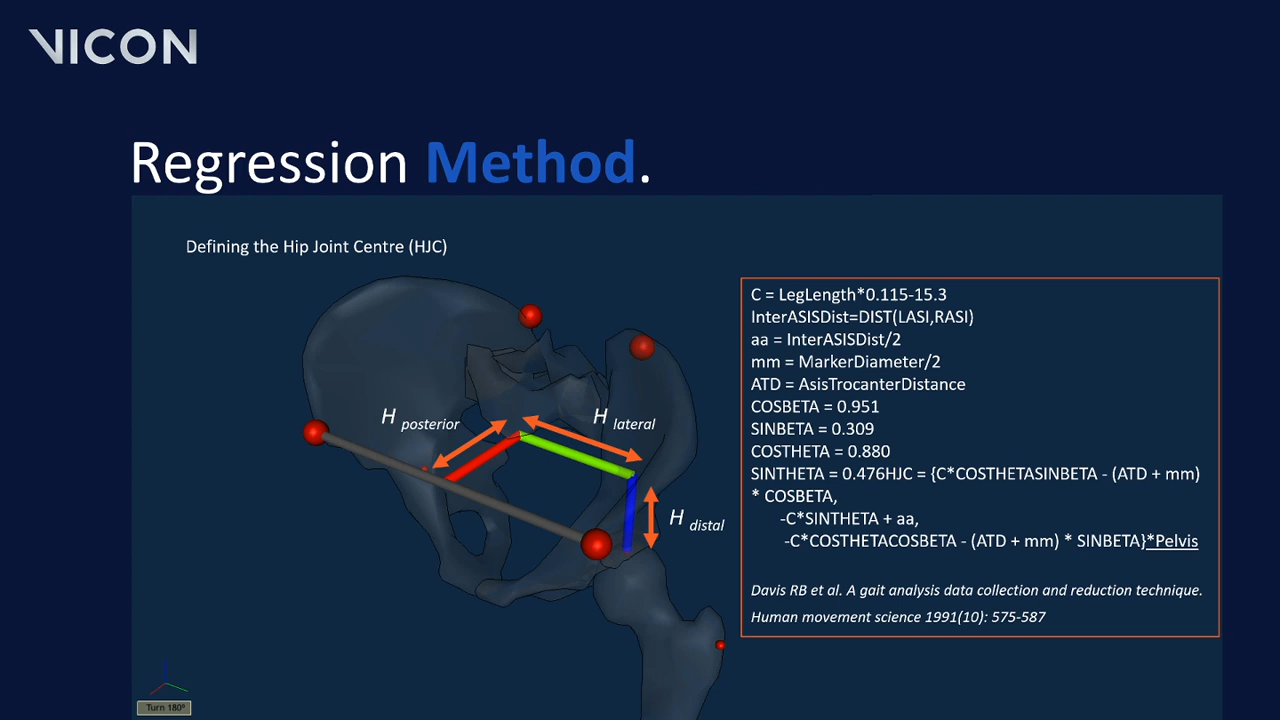 VICON
Regression Method.
Defining the Hip Joint Centre (HJC)
H posterior
H lateral
H distal
C = LegLength*0.115-15.3
InterASISDist=DIST(LASI,RASI)
aa = InterASISDist/2
mm = MarkerDiameter/2
ATD = AsisTrocanterDistance
COSBETA = 0.951
SINBETA = 0.309
COSTHETA = 0.880
SINTHETA = 0.476HJC = {C*COSTHETASINBETA - (ATD + mm)
* COSBETA,
-C*SINTHETA + aa,
-C*COSTHETACOSBETA - (ATD + mm) * SINBETA}*Pelvis
Davis RB et al. A gait analysis data collection and reduction technique.
Human movement science 1991(10): 575-587
Turn 180º